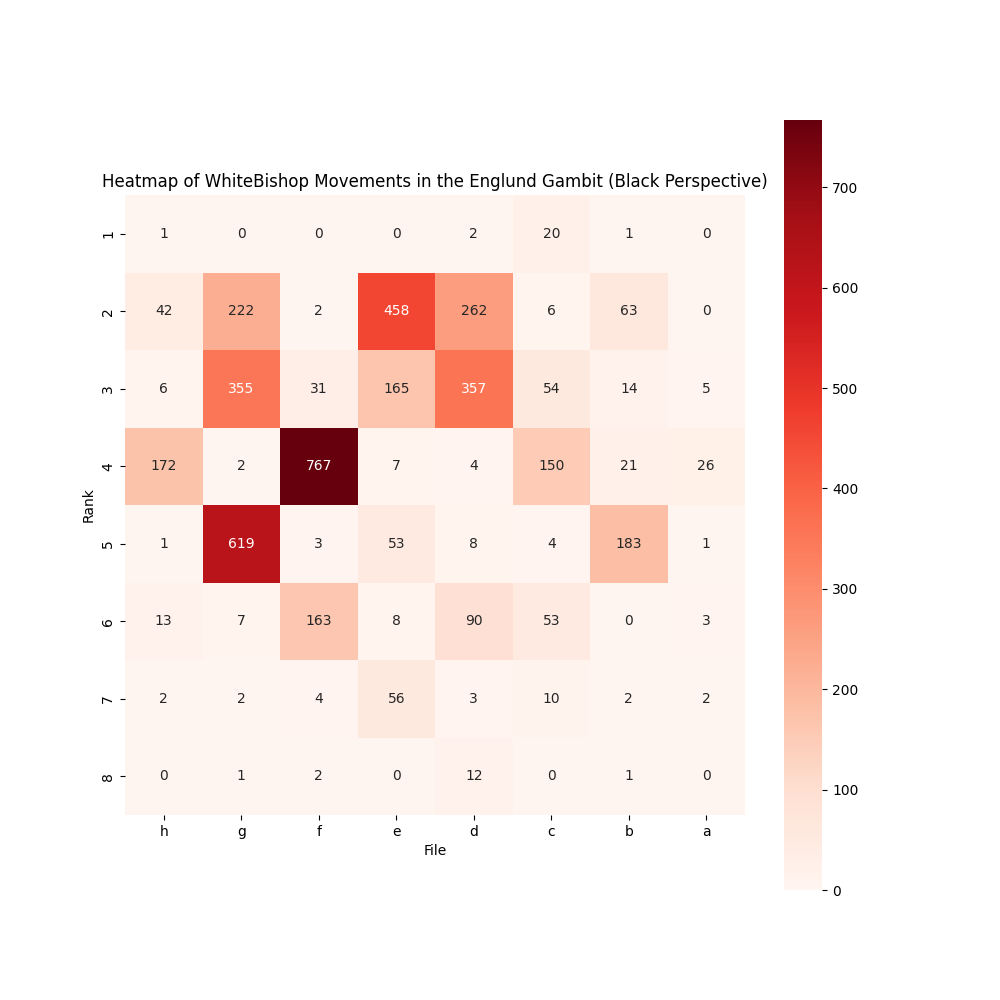 Heatmap of WhiteBishop Movements in the Englund Gambit (Black Perspective)
1 1 0 0 0 2 20 1 0
2 42 222 2 458 262 6 63 0
3 6 355 31 165 357 54 14 5
4 172 2 767 7 4 150 21 26
5 1 619 3 53 8 4 183 1
6 13 7 163 8 90 53 0 3
7 2 2 4 56 3 10 2 2
8 0 1 2 0 12 0 1 0
h g f e d c b a
File
Rank
700
600
500
400
300
200
100
0